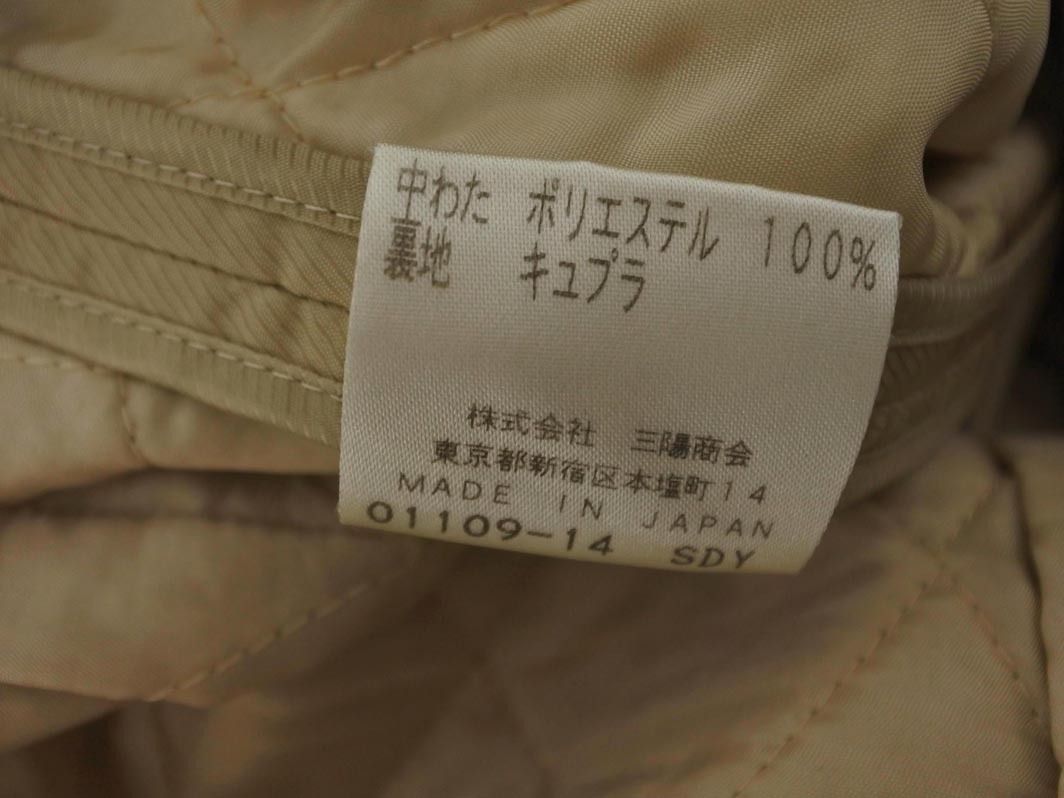 中わた ポリエステル 100%
裏地 キュプラ
株式会社 三陽商会
東京都新宿区本塩町14
MADE IN JAPAN
01109-14 SDY